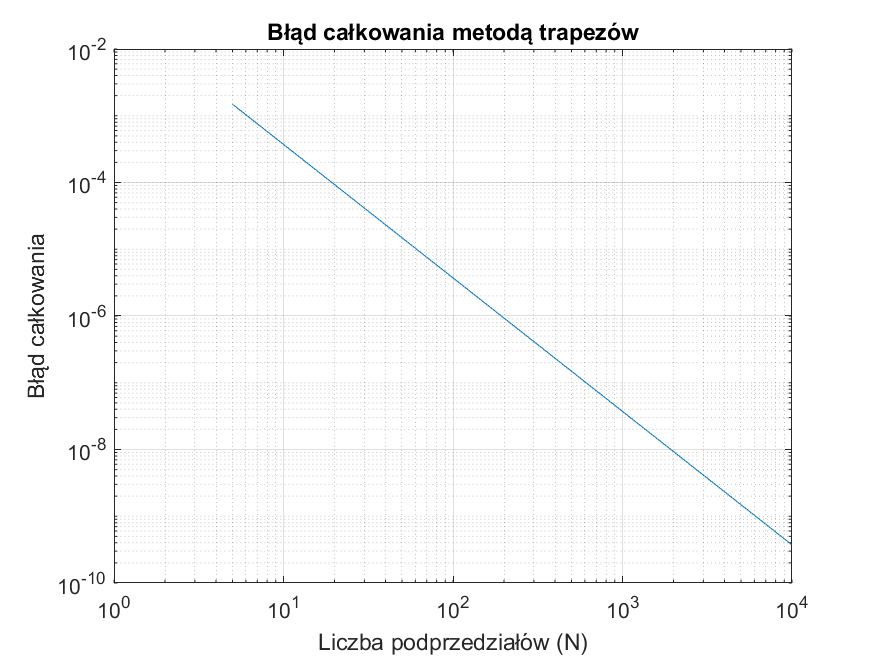 Błąd całkowania metodą trapezów
10^-2
10^-4
10^-6
10^-8
10^-10
Błąd całkowania
10^0 10^1 10^2 10^3 10^4
Liczba podprzedziałów (N)